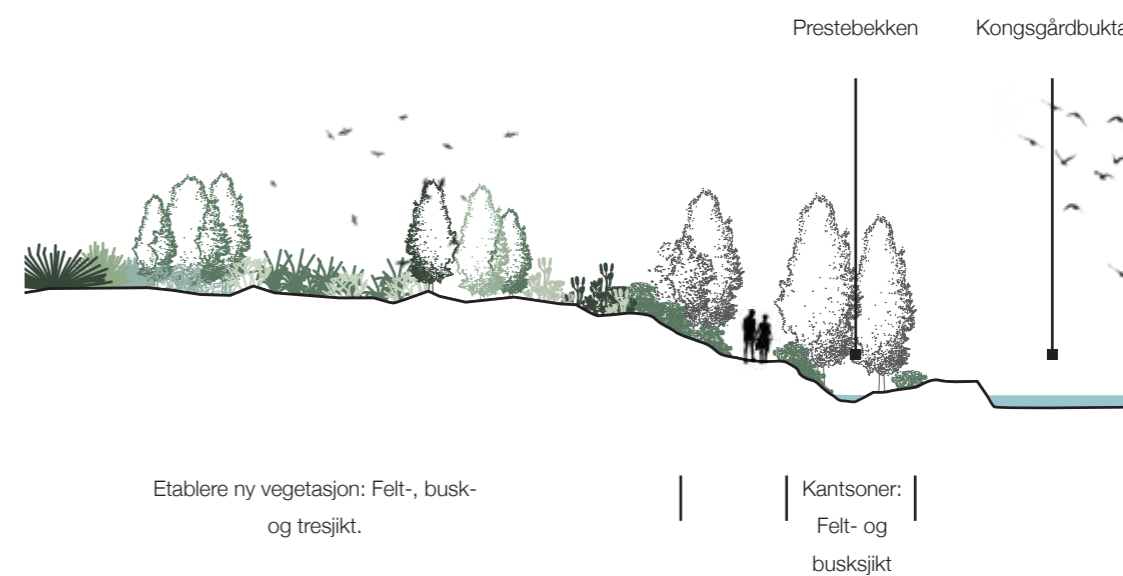 Prestebekken
Kongsgårdbukta
Etablere ny vegetasjon: Felt-, busk-
og tresjikt.
Kantsoner:
Felt- og
busksjikt